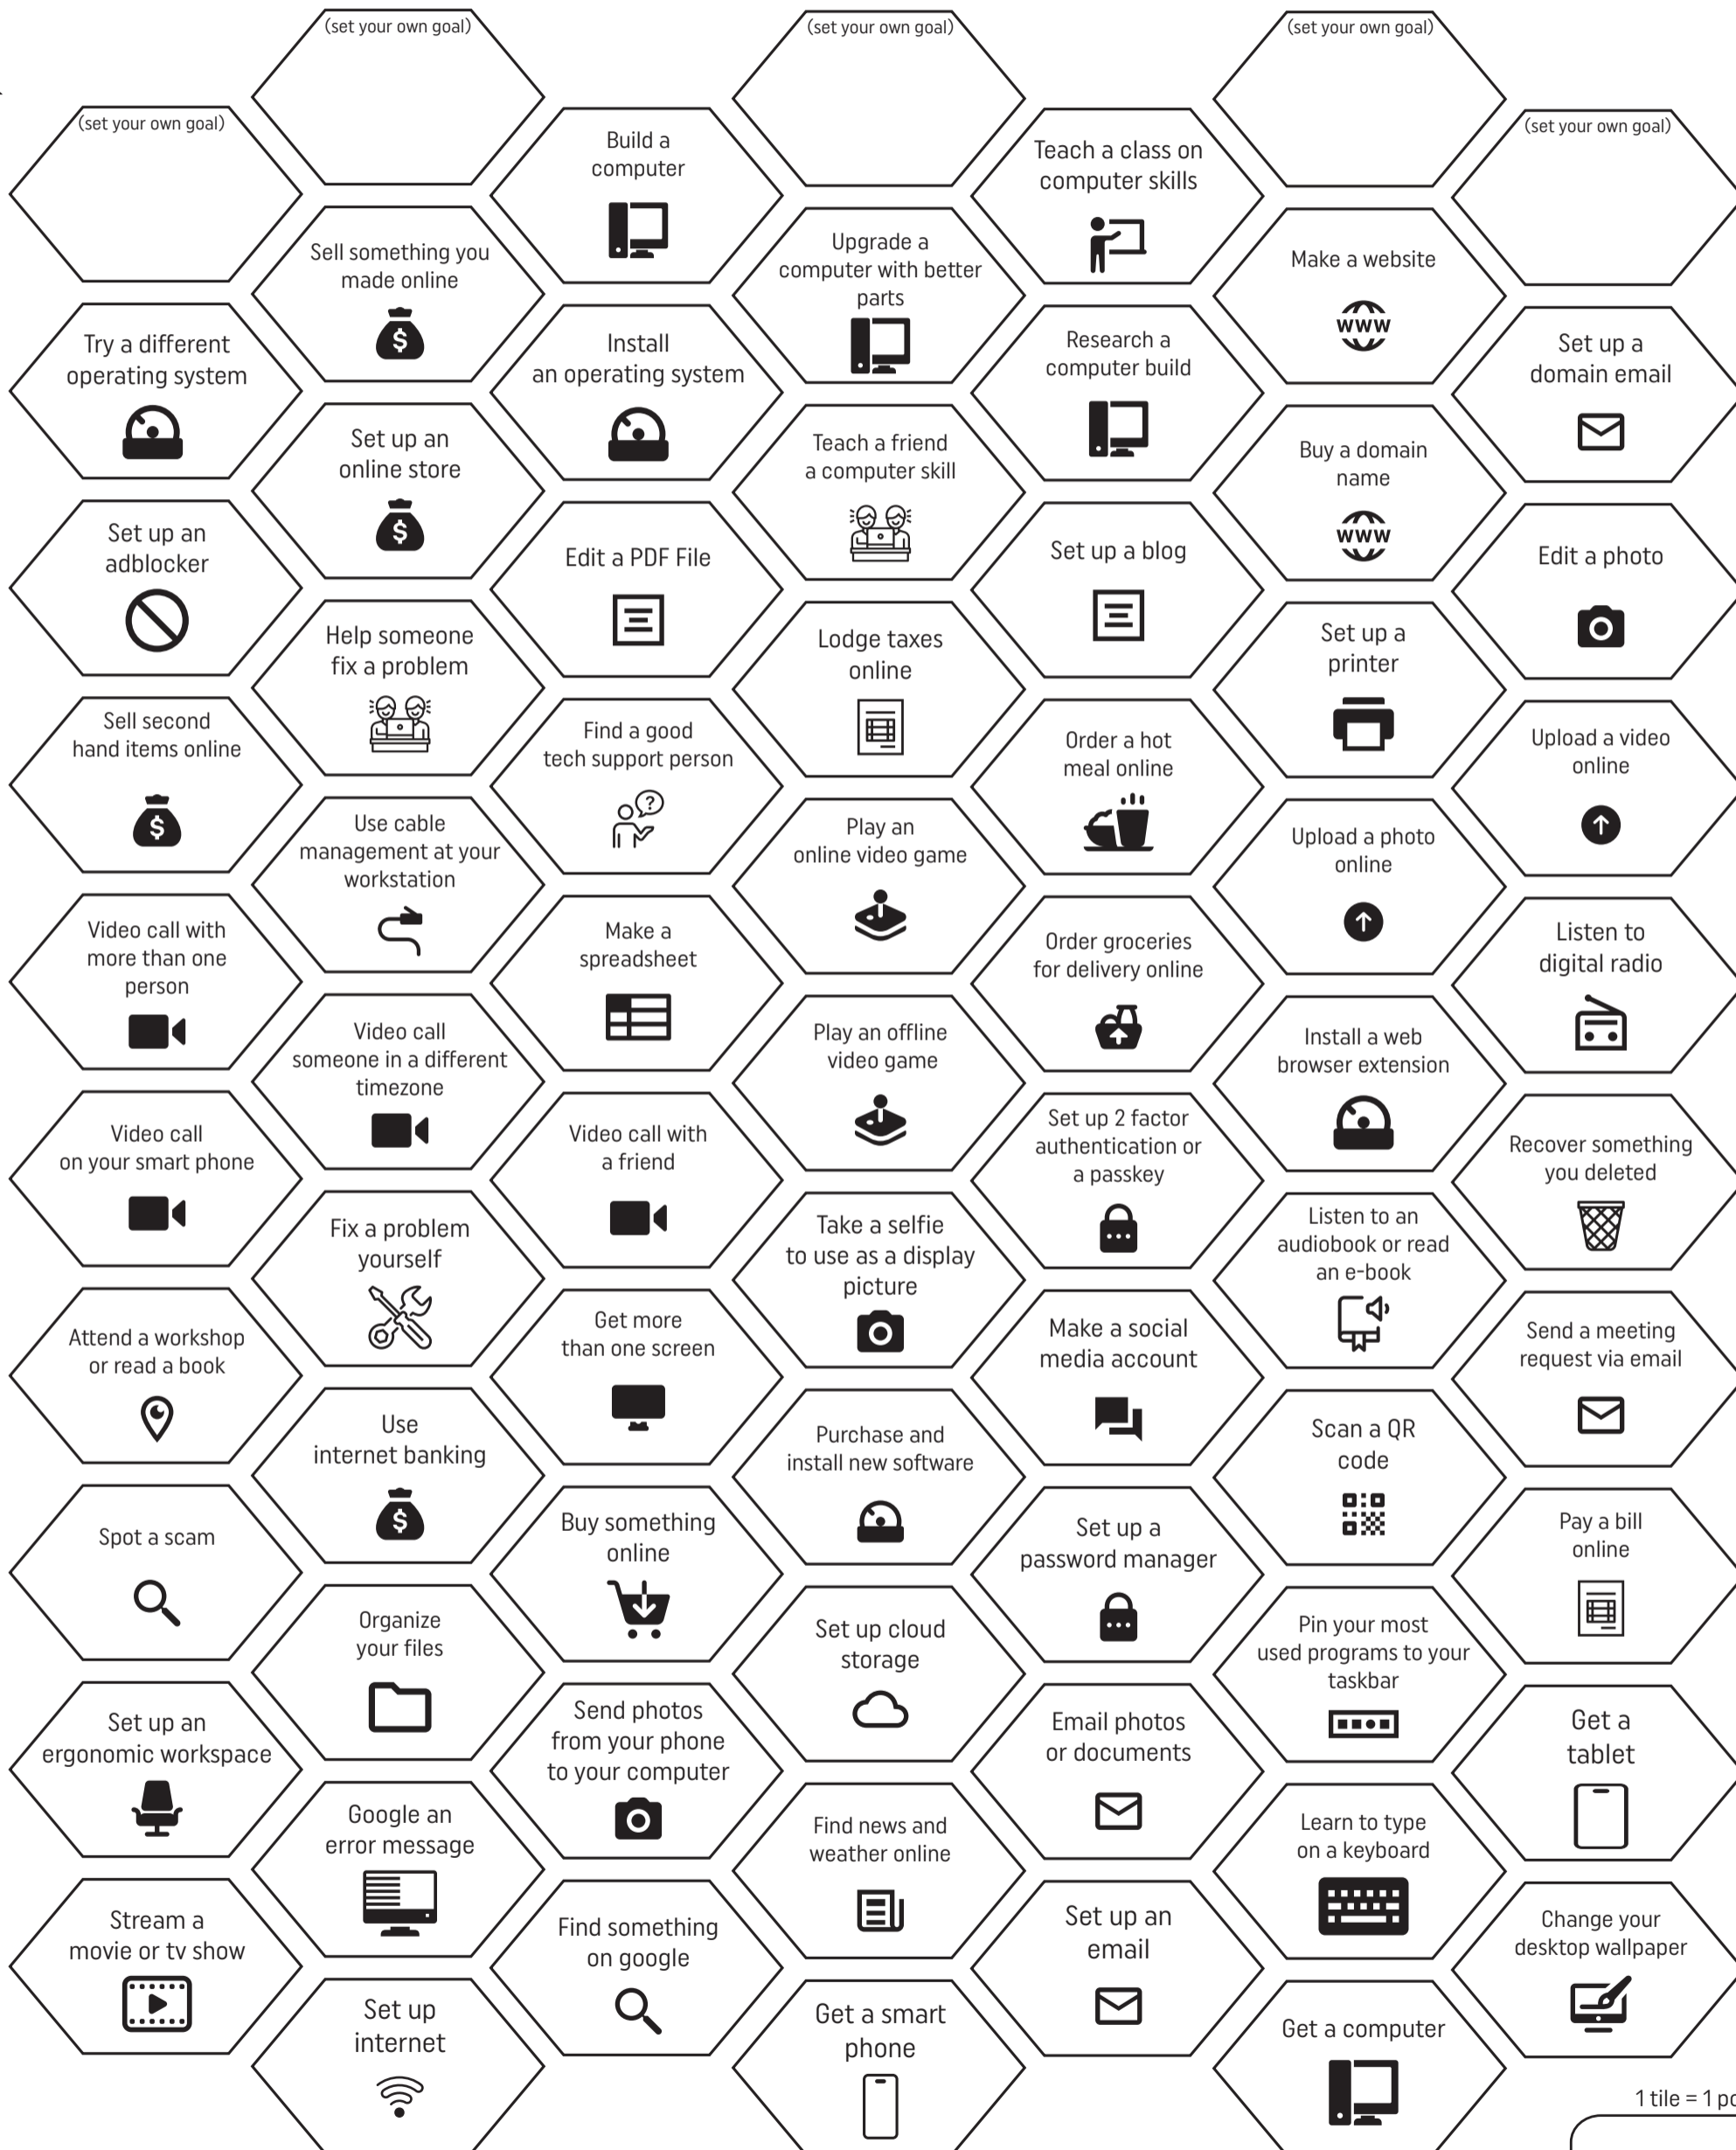 (set your own goal)
(set your own goal)
(set your own goal)
(set your own goal)
(set your own goal)
Build a
computer
Teach a class on
computer skills
Sell something you
made online
Upgrade a
computer with better
parts
Make a website
www
Try a different
operating system
Install
an operating system
Research a
computer build
Set up a
domain email
Set up an
online store
Teach a friend
a computer skill
Buy a domain
name
www
Set up an
adblocker
Edit a PDF File
Set up a blog
Edit a photo
Help someone
fix a problem
Lodge taxes
online
Set up a
printer
Sell second
hand items online
Find a good
tech support person
Order a hot
meal online
Upload a video
online
Use cable
management at your
workstation
Play an
online video game
Upload a photo
online
Video call with
more than one
person
Make a
spreadsheet
Order groceries
for delivery online
Listen to
digital radio
Video call
someone in a different
timezone
Play an offline
video game
Install a web
browser extension
Video call
on your smart phone
Video call with
a friend
Set up 2 factor
authentication or
a passkey
Recover something
you deleted
Fix a problem
yourself
Take a selfie
to use as a display
picture
Listen to an
audiobook or read
an e-book
Attend a workshop
or read a book
Get more
than one screen
Make a social
media account
Send a meeting
request via email
Use
internet banking
Purchase and
install new software
Scan a QR
code
Spot a scam
Buy something
online
Set up a
password manager
Pay a bill
online
Organize
your files
Set up cloud
storage
Pin your most
used programs to your
taskbar
Set up an
ergonomic workspace
Send photos
from your phone
to your computer
Email photos
or documents
Get a
tablet
Google an
error message
Find news and
weather online
Learn to type
on a keyboard
Stream a
movie or tv show
Find something
on google
Set up an
email
Change your
desktop wallpaper
Set up
internet
Get a smart
phone
Get a computer
1 tile = 1